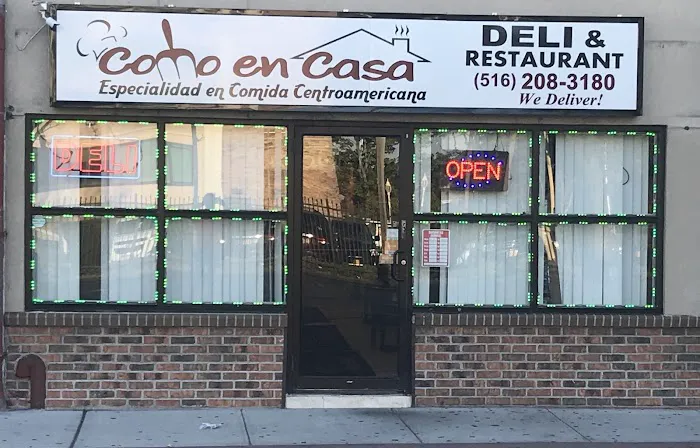 Como en Casa
Especialidad en Comida Centroamericana
DELI &
RESTAURANT
(516) 208-3180
We Deliver!
DELI
OPEN